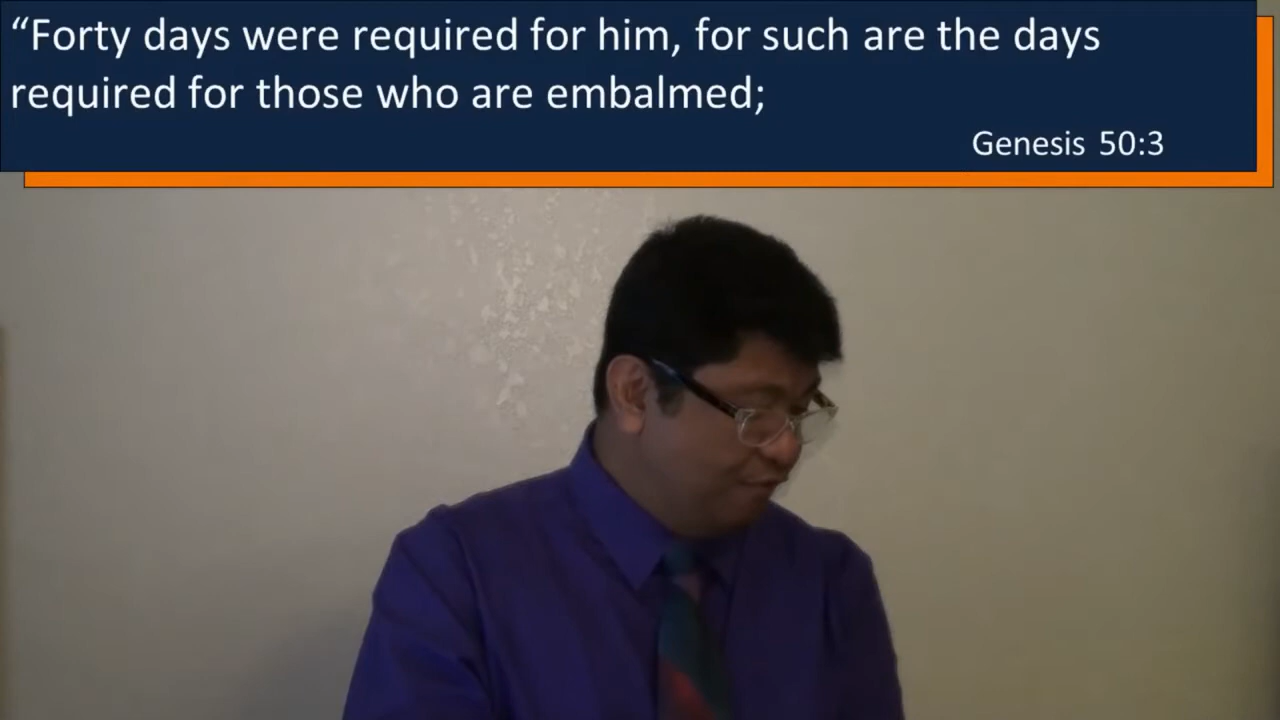 “Forty days were required for him, for such are the days
required for those who are embalmed;
Genesis 50:3